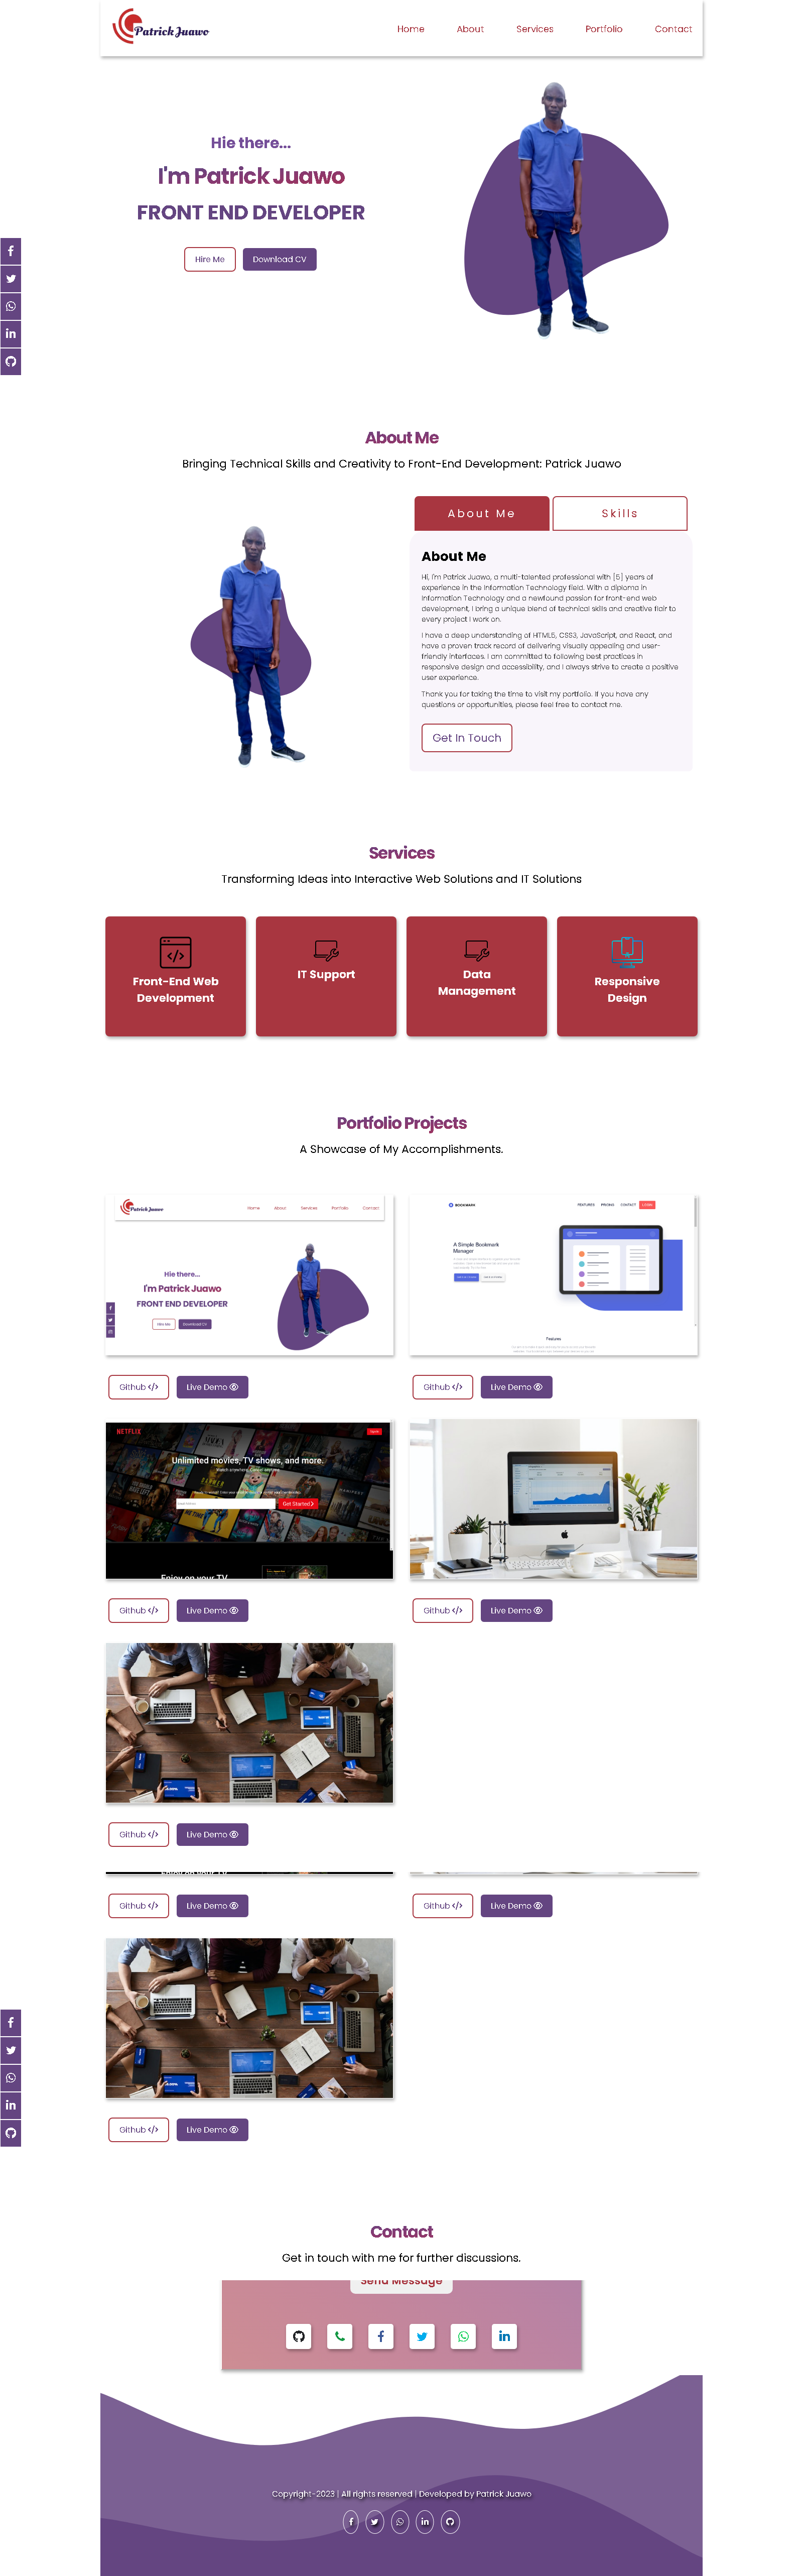 Patrick Juawo
Home About Services Portfolio Contact
Hie there...
I'm Patrick Juawo
FRONT END DEVELOPER
Hire Me Download CV
About Me
Bringing Technical Skills and Creativity to Front-End Development: Patrick Juawo
About Me Skills
About Me
Hi, I'm Patrick Juawo, a multi-talented professional with [5] years of
experience in the Information Technology field. With a diploma in
Information Technology and a newfound passion for front-end web
development, I bring a unique blend of technical skills and creative flair to
every project I work on.
I have a deep understanding of HTML5, CSS3, JavaScript, and React, and
have a proven track record of delivering visually appealing and user-
friendly interfaces. I am committed to following best practices in
responsive design and accessibility, and I always strive to create a positive
user experience.
Thank you for taking the time to visit my portfolio. If you have any
questions or opportunities, please feel free to contact me.
Get In Touch
Services
Transforming Ideas into Interactive Web Solutions and IT Solutions
Front-End Web
Development
IT Support
Data
Management
Responsive
Design
Portfolio Projects
A Showcase of My Accomplishments.
Patrick Juawo
Home About Services Portfolio Contact
Hie there...
I'm Patrick Juawo
FRONT END DEVELOPER
Hire Me Download CV
BOOKMARK
FEATURES PRICING CONTACT
A Simple Bookmark
Manager
Features
Github Live Demo
Github Live Demo
NETFLIX
Unlimited movies, TV shows, and more.
Get Started
Enjoy on your TV
Github Live Demo
Github Live Demo
Github Live Demo
Enjoy on your TV
Github Live Demo
Github Live Demo
Github Live Demo
Contact
Get in touch with me for further discussions.
Send Message
Copyright-2023 | All rights reserved | Developed by Patrick Juawo